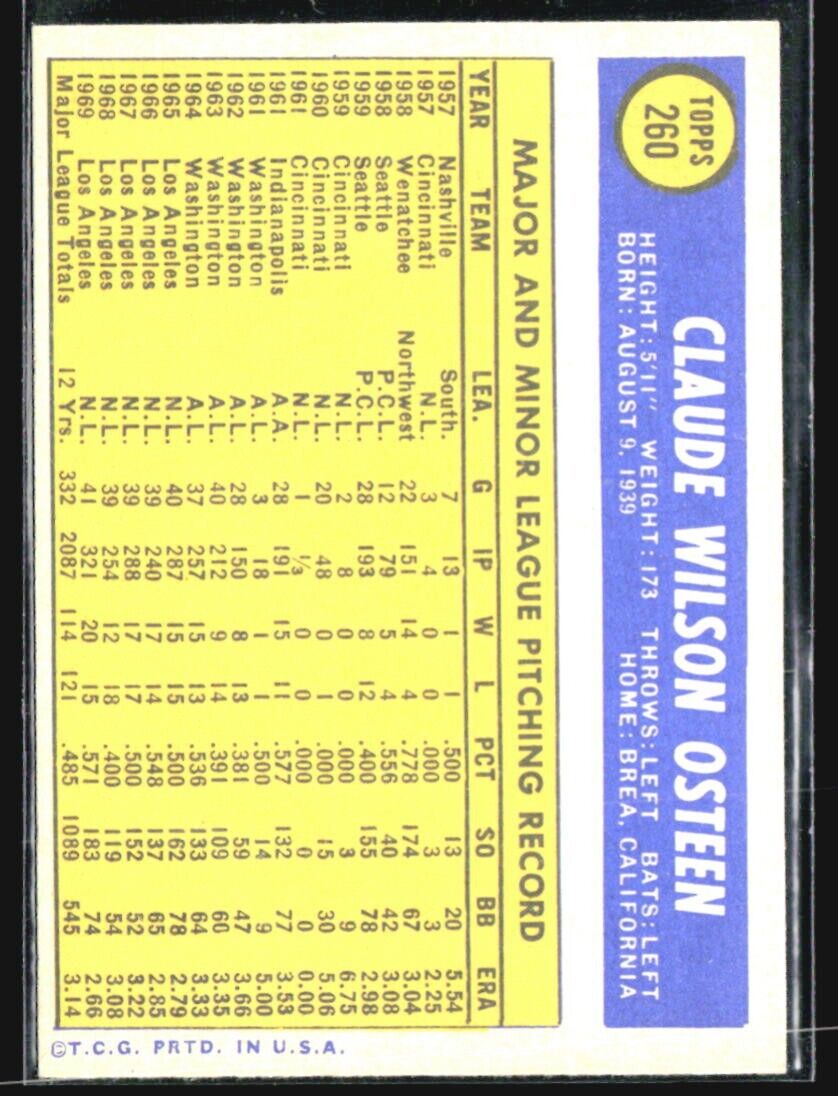 TOPPS
260
CLAUDE WILSON OSTEEN
HEIGHT: 5'11" WEIGHT: 173 THROWS: LEFT BATS: LEFT
BORN: AUGUST 9, 1939 HOME: BREA, CALIFORNIA
MAJOR AND MINOR LEAGUE PITCHING RECORD
YEAR TEAM LEA. G IP W L PCT SO BB ERA
1957 Nashville South. 7 13 1 1 .500 13 20 5.54
1957 Cincinnati N.L. 3 4 0 0 .000 3 3 2.25
1958 Wenatchee Northwest 22 151 14 4 .778 174 67 3.04
1958 Seattle P.C.L. 12 79 5 4 .556 40 42 3.08
1959 Seattle P.C.L. 28 193 8 12 .400 155 78 2.98
1959 Cincinnati N.L. 2 8 0 0 .000 3 9 6.75
1960 Cincinnati N.L. 20 48 0 1 .000 15 30 5.06
1961 Cincinnati N.L. 1 1/3 0 0 .000 0 0 0.00
1961 Indianapolis A.A. 28 191 15 11 .577 132 77 3.53
1961 Washington A.L. 3 18 1 1 .500 14 9 5.00
1962 Washington A.L. 28 150 8 13 .381 59 47 3.66
1963 Washington A.L. 40 212 9 14 .391 109 60 3.35
1964 Washington A.L. 37 257 15 13 .536 133 64 3.33
1965 Los Angeles N.L. 40 287 15 15 .500 162 78 2.79
1966 Los Angeles N.L. 39 240 17 14 .548 137 65 2.85
1967 Los Angeles N.L. 39 288 17 17 .500 152 52 3.22
1968 Los Angeles N.L. 39 254 12 18 .400 119 54 3.08
1969 Los Angeles N.L. 41 321 20 15 .571 183 74 2.66
Major League Totals 12 Yrs. 332 2087 114 121 .485 1089 545 3.14
©T.C.G. PRTD. IN U.S.A.